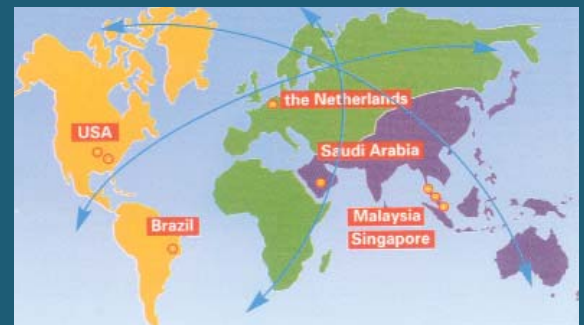 the Netherlands
USA
Saudi Arabia
Brazil
Malaysia
Singapore